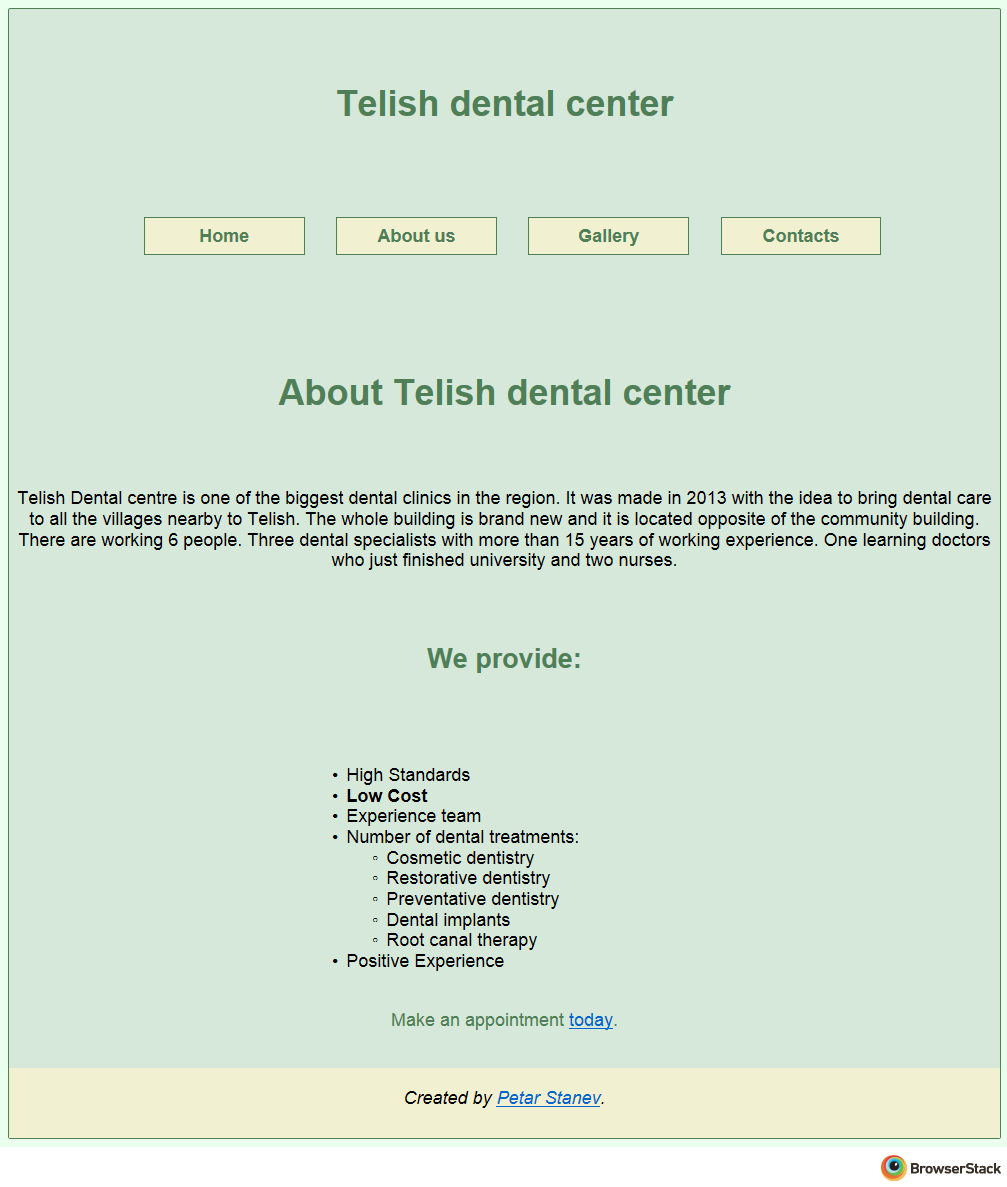 Telish dental center
Home
About us
Gallery
Contacts
About Telish dental center
Telish Dental centre is one of the biggest dental clinics in the region. It was made in 2013 with the idea to bring dental care
to all the villages nearby to Telish. The whole building is brand new and it is located opposite of the community building.
There are working 6 people. Three dental specialists with more than 15 years of working experience. One learning doctors
who just finished university and two nurses.
We provide:
• High Standards
• Low Cost
• Experience team
• Number of dental treatments:
◦ Cosmetic dentistry
◦ Restorative dentistry
◦ Preventative dentistry
◦ Dental implants
◦ Root canal therapy
• Positive Experience
Make an appointment today.
Created by Petar Stanev.
BrowserStack